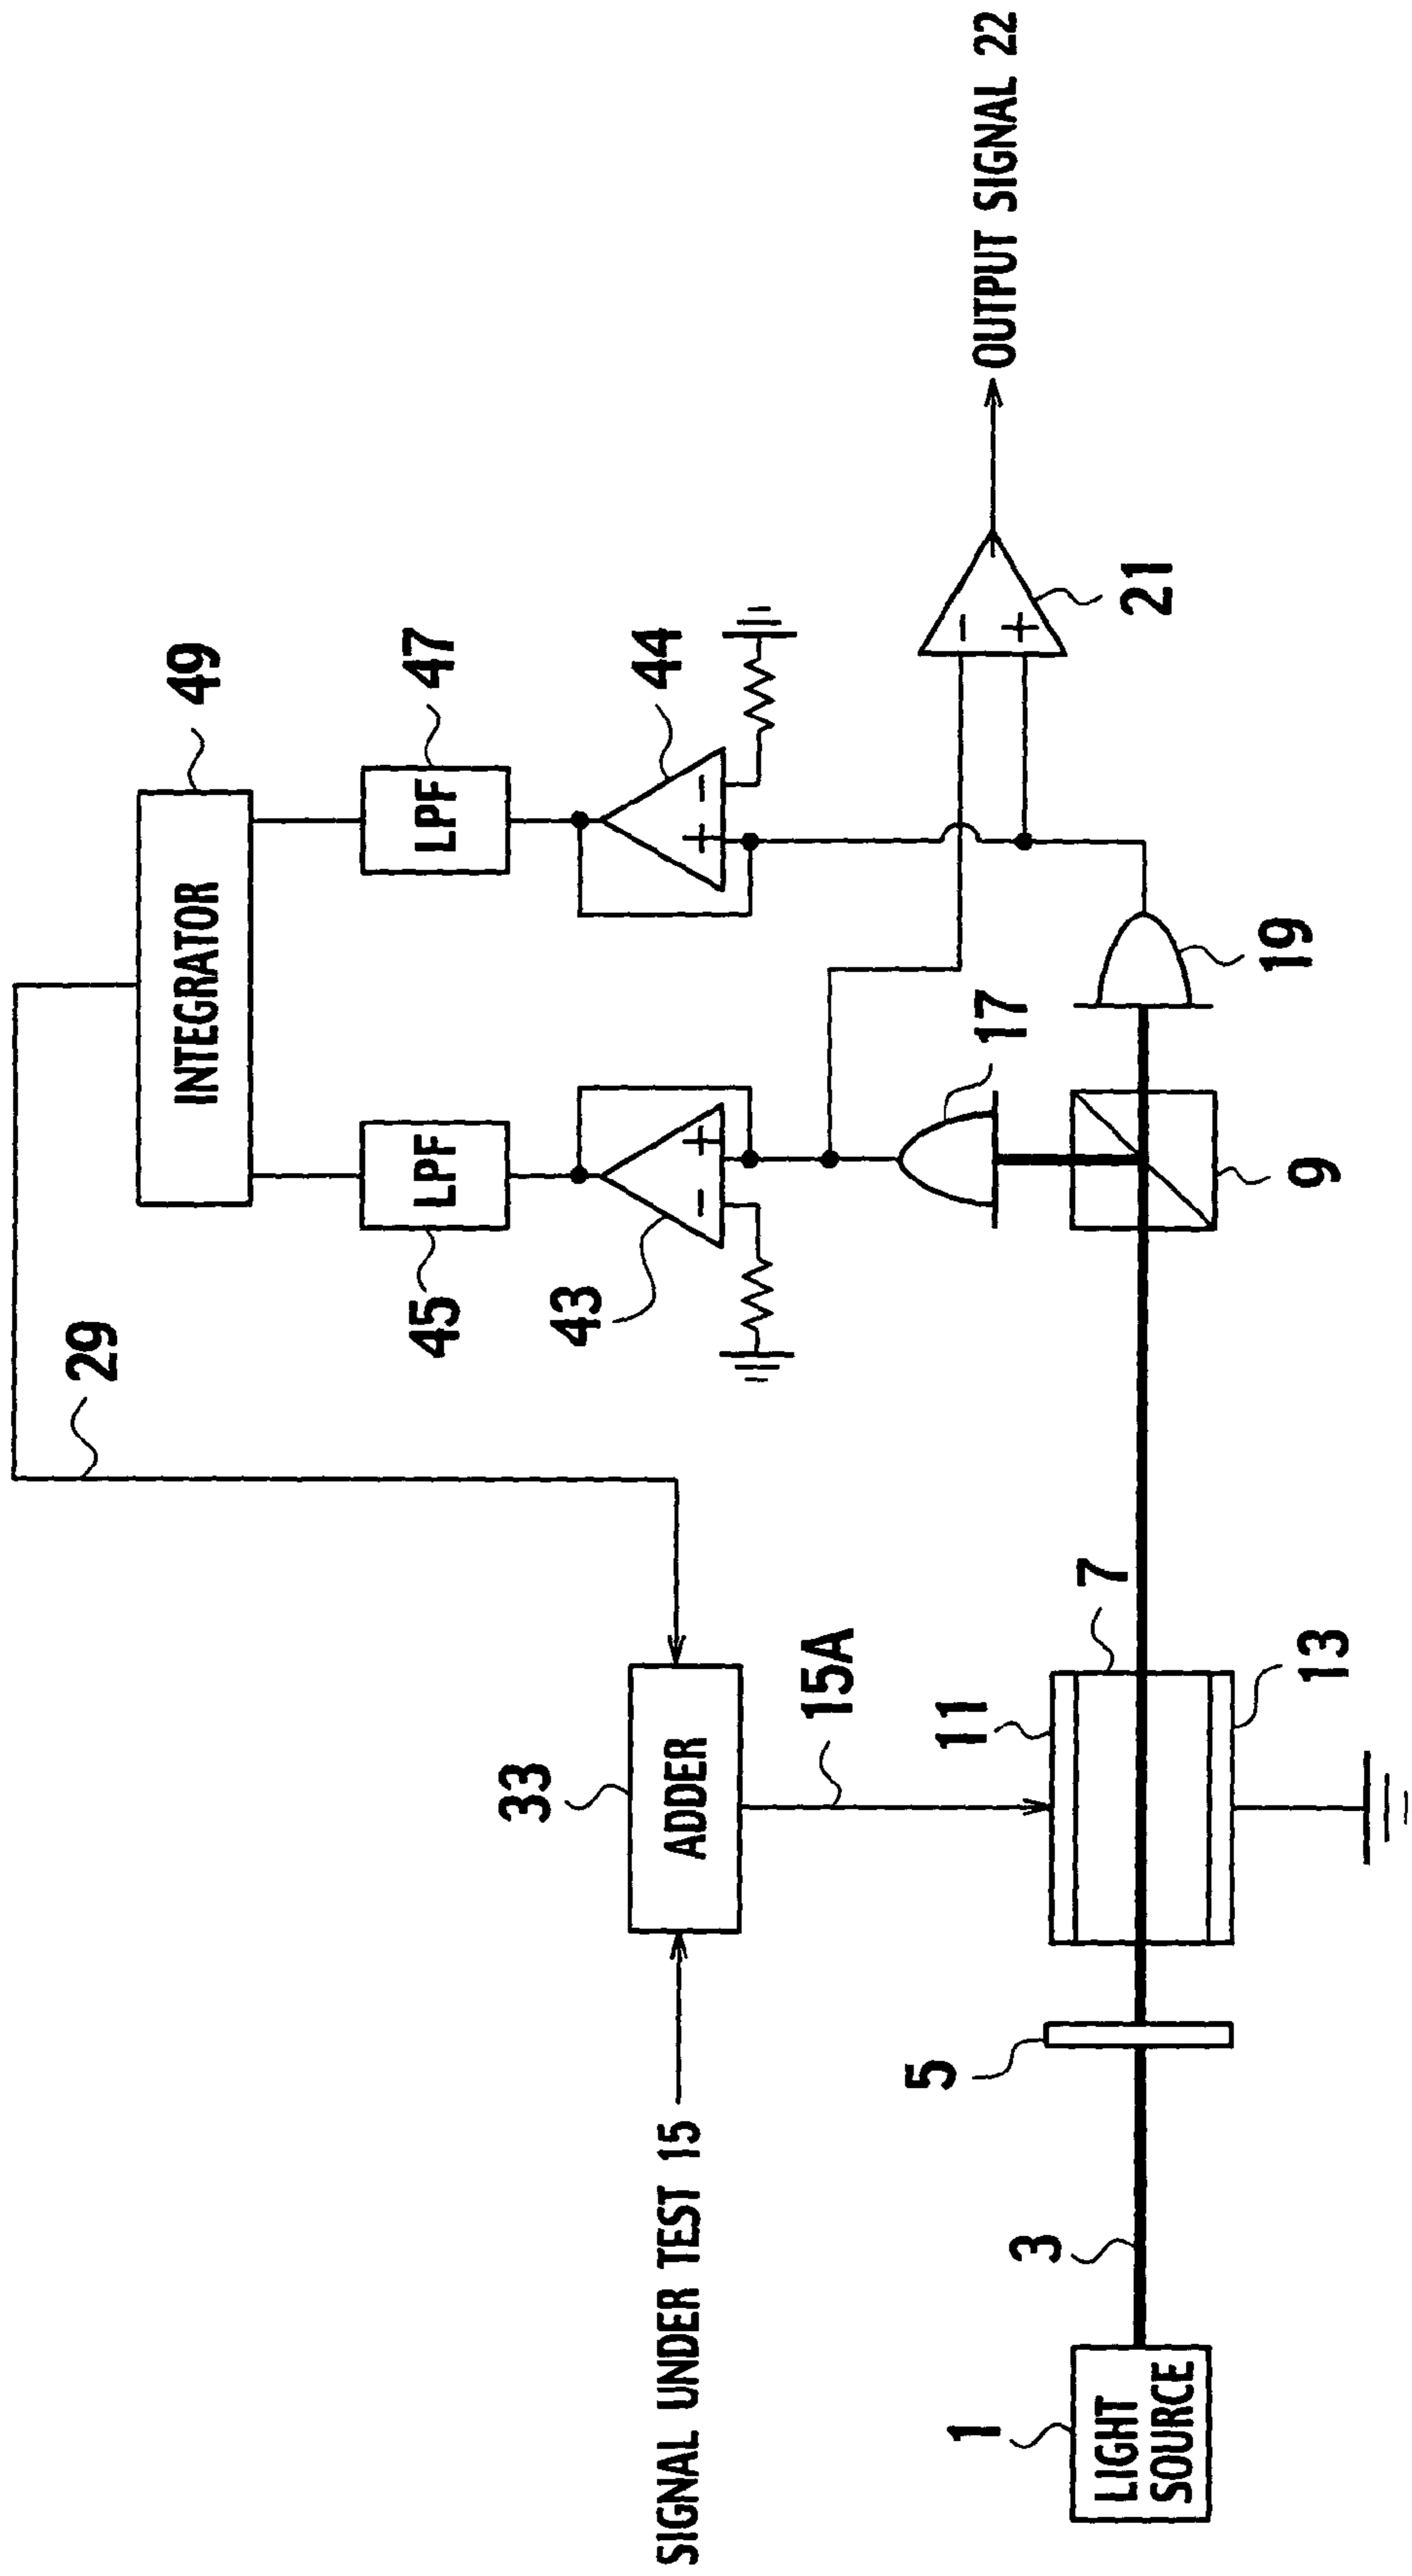 29
49
INTEGRATOR
45
LPF
LPF
47
43
-
+
+
-
44
33
ADDER
SIGNAL UNDER TEST 15
15A
17
-
+
21
OUTPUT SIGNAL 22
1
LIGHT
SOURCE
3
5
11
7
13
9
19